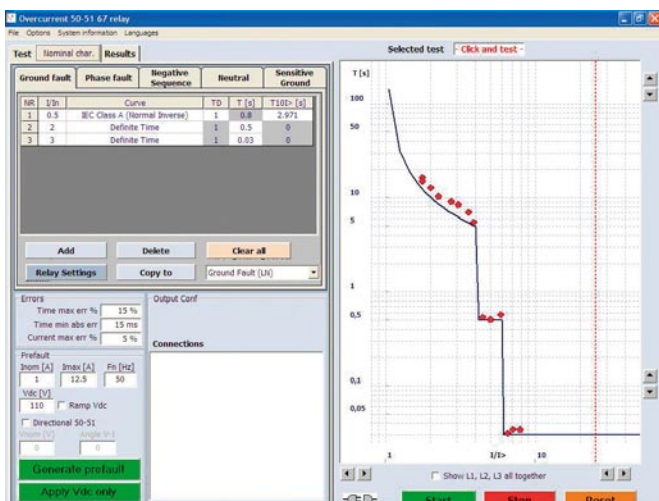 Overcurrent 50-51 67 relay
File Options System information Languages
Test Nominal char. Results
Selected test - Click and test -
Ground fault Phase fault Negative Sequence Neutral Sensitive Ground
NR I/In Curve TD T [s] T10I> [s]
1 0.5 IEC Class A (Normal Inverse) 1 0.8 2.971
2 2 Definite Time 1 0.5 0
3 3 Definite Time 1 0.03 0
Add Delete Clear all
Relay Settings Copy to Ground Fault (LN)
Errors
Time max err % 15 %
Time min abs err 15 ms
Current max err % 5 %
Prefault
Inom [A] Imax [A] Fn [Hz]
1 12.5 50
Vdc [V]
110 Ramp Vdc
Directional 50-51
Vnom [V] Angle V-I
0 0
Generate prefault
Apply Vdc only
Output Conf
Connections
T [s]
100
50
10
5
0,5
0,1
0,05
1 I/I> 10
Show L1, L2, L3 all together
Start Stop Reset